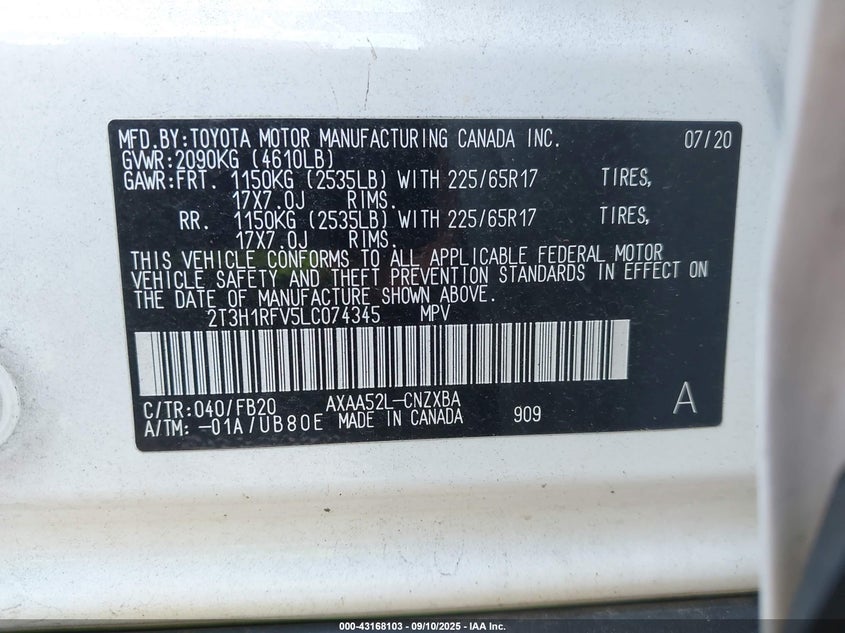 MFD.BY:TOYOTA MOTOR MANUFACTURING CANADA INC. 07/20
GVWR:2090KG (4610LB)
GAWR:FRT. 1150KG (2535LB) WITH 225/65R17 TIRES,
17X7.0J RIMS.
RR. 1150KG (2535LB) WITH 225/65R17 TIRES,
17X7.0J RIMS.
THIS VEHICLE CONFORMS TO ALL APPLICABLE FEDERAL MOTOR
VEHICLE SAFETY AND THEFT PREVENTION STANDARDS IN EFFECT ON
THE DATE OF MANUFACTURE SHOWN ABOVE.
2T3H1RFV5LC074345 MPV
C/TR:040/FB20 AXAA52L-CNZXBA A
A/TM:-01A/UB80E MADE IN CANADA 909
000-43168103 - 09/10/2025 - IAA Inc.